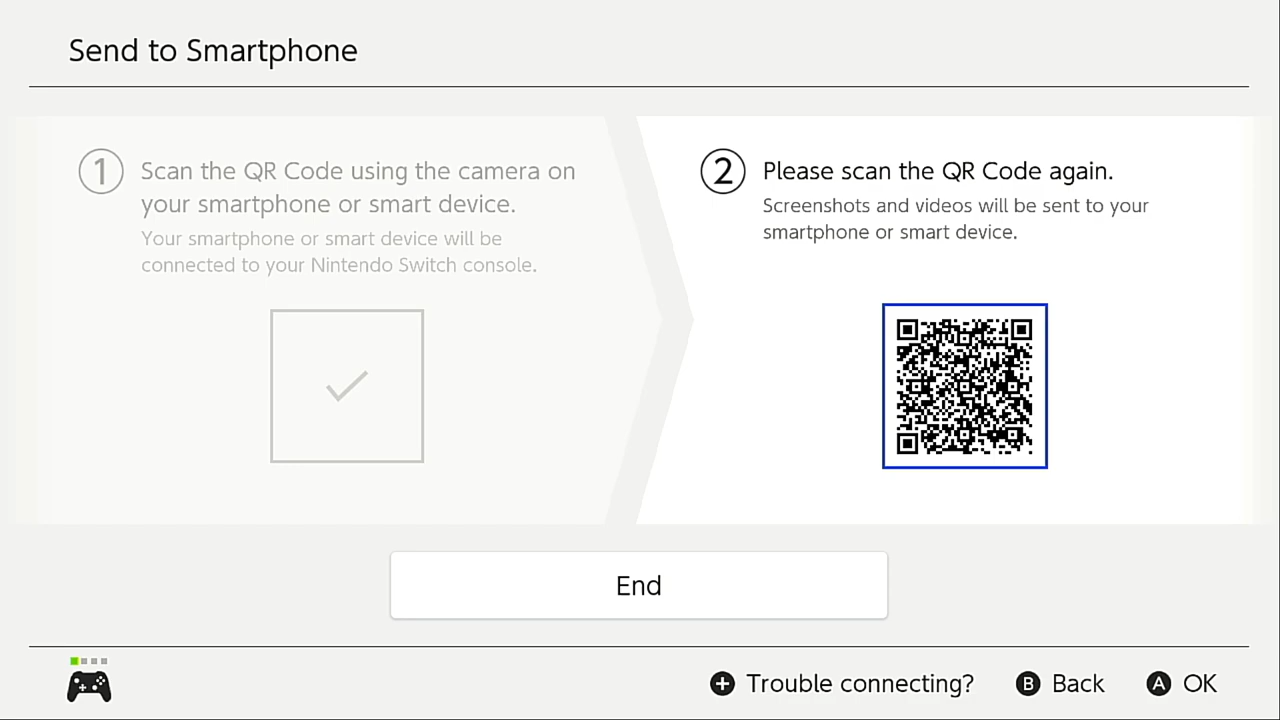 Send to Smartphone
1
Scan the QR Code using the camera on
your smartphone or smart device.
Your smartphone or smart device will be
connected to your Nintendo Switch console.
2
Please scan the QR Code again.
Screenshots and videos will be sent to your
smartphone or smart device.
End
+ Trouble connecting? B Back A OK